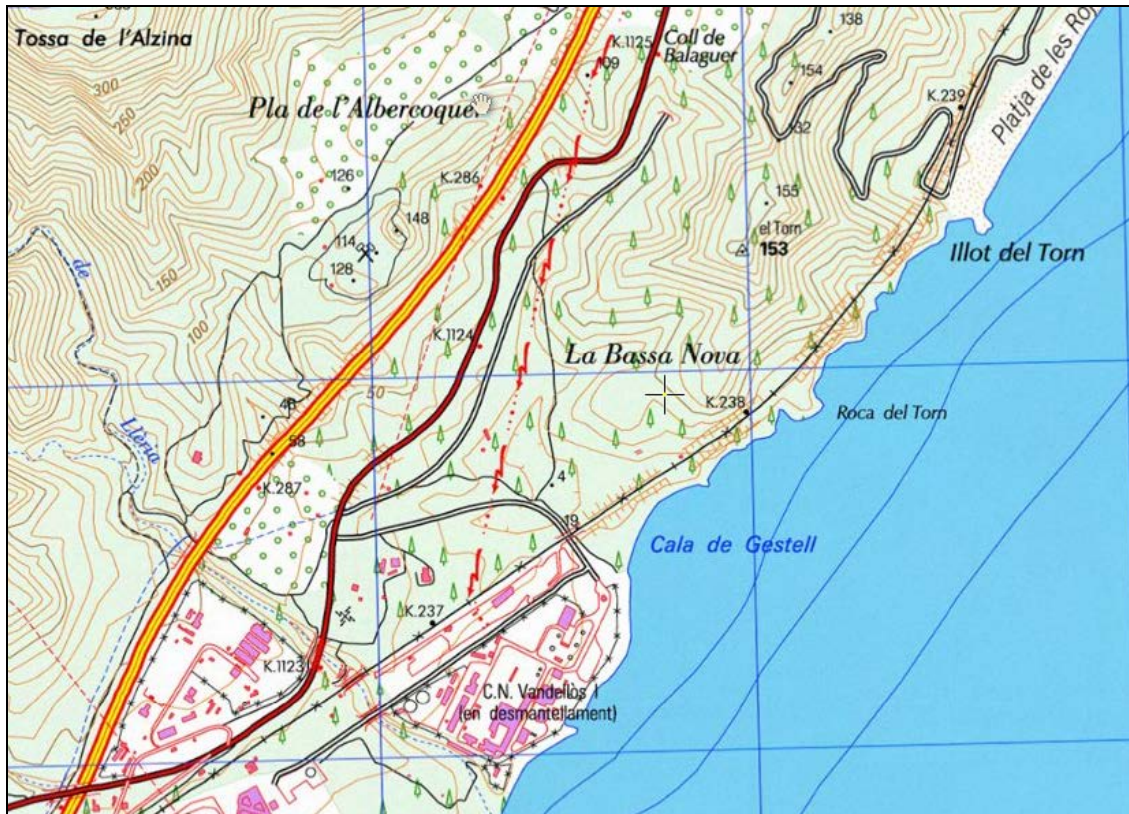 Tossa de l'Alzina
K.1125
Coll de
Balaguer
138
109
154
K.239
Platja de les
300
250
Pla de l'Albercoque
132
200
K.286
126
155
148
el Torn
153
114
128
Illot del Torn
de
150
100
K.1124
La Bassa Nova
50
K.238
Roca del Torn
48
Llèria
58
K.287
4
19
Cala de Gestell
K.237
K.1123
C.N. Vandellòs I
(en desmantellament)